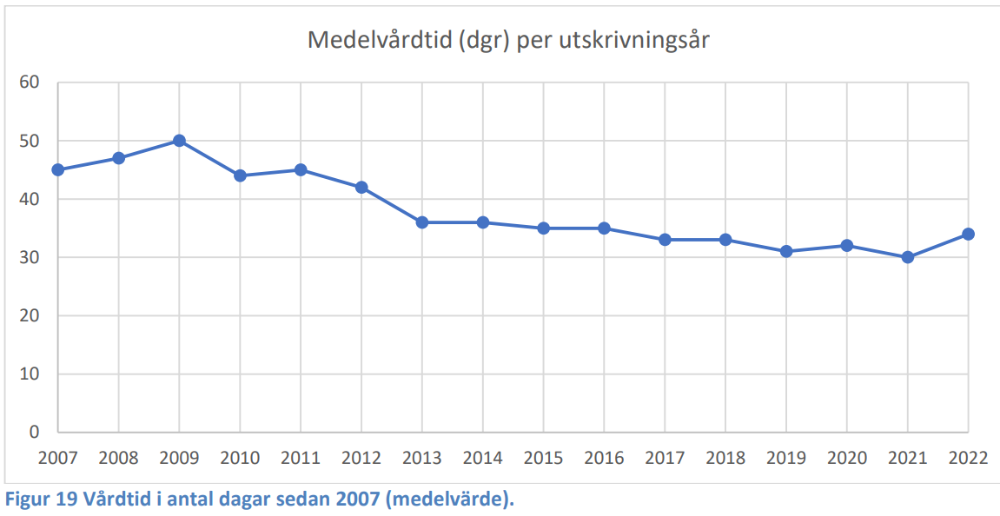 Medelvårdtid (dgr) per utskrivningsår
60
50
40
30
20
10
0
2007 2008 2009 2010 2011 2012 2013 2014 2015 2016 2017 2018 2019 2020 2021 2022
Figur 19 Vårdtid i antal dagar sedan 2007 (medelvärde).